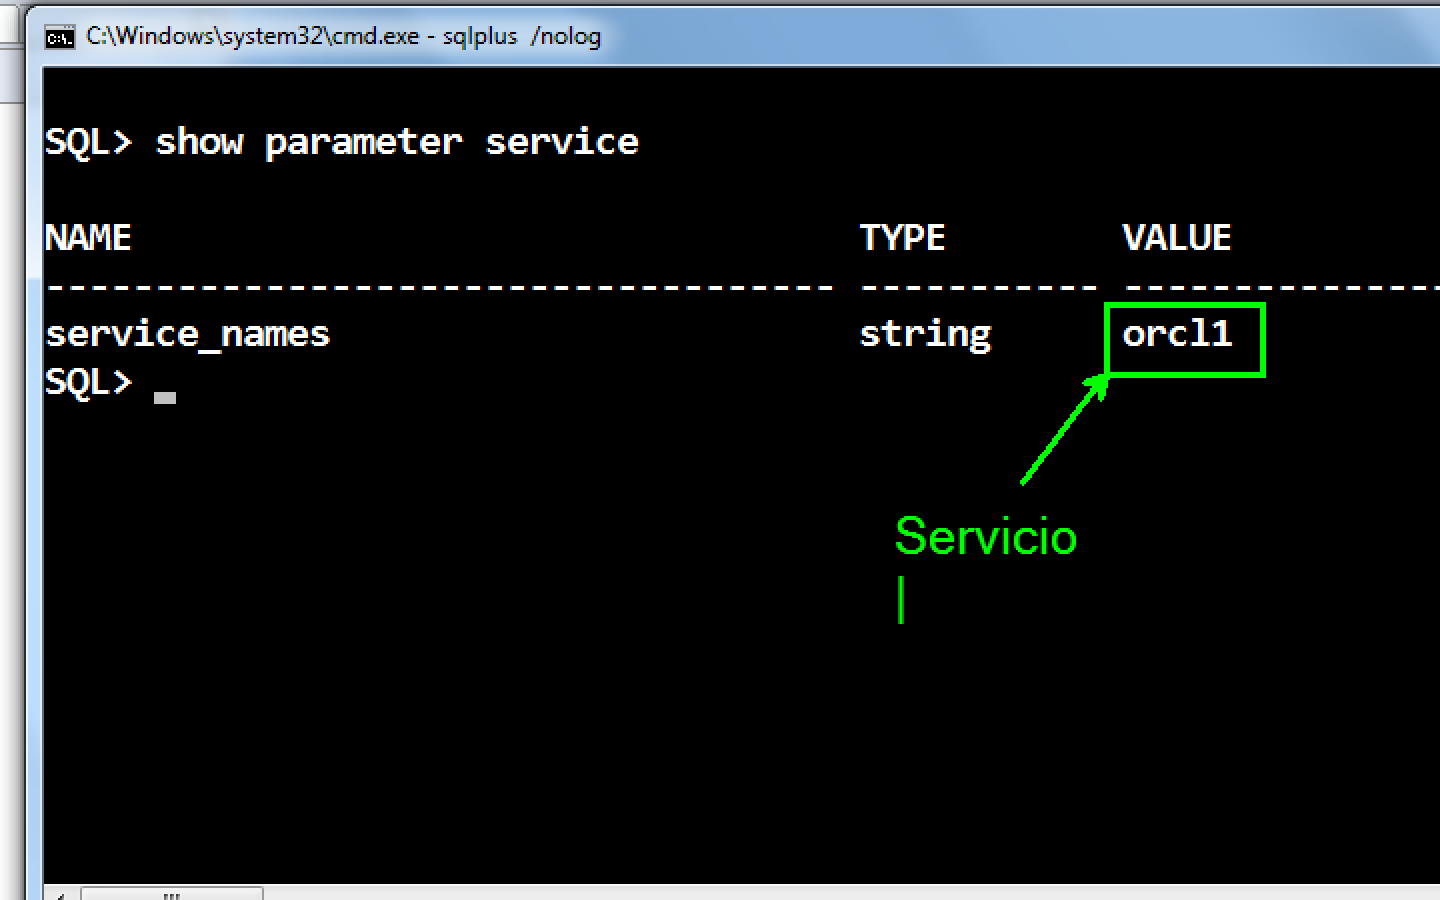 C:\Windows\system32\cmd.exe - sqlplus  /nolog
SQL> show parameter service
NAME                                 TYPE        VALUE
------------------------------------ ----------- ---------------
service_names                        string      orcl1
SQL>
Servicio